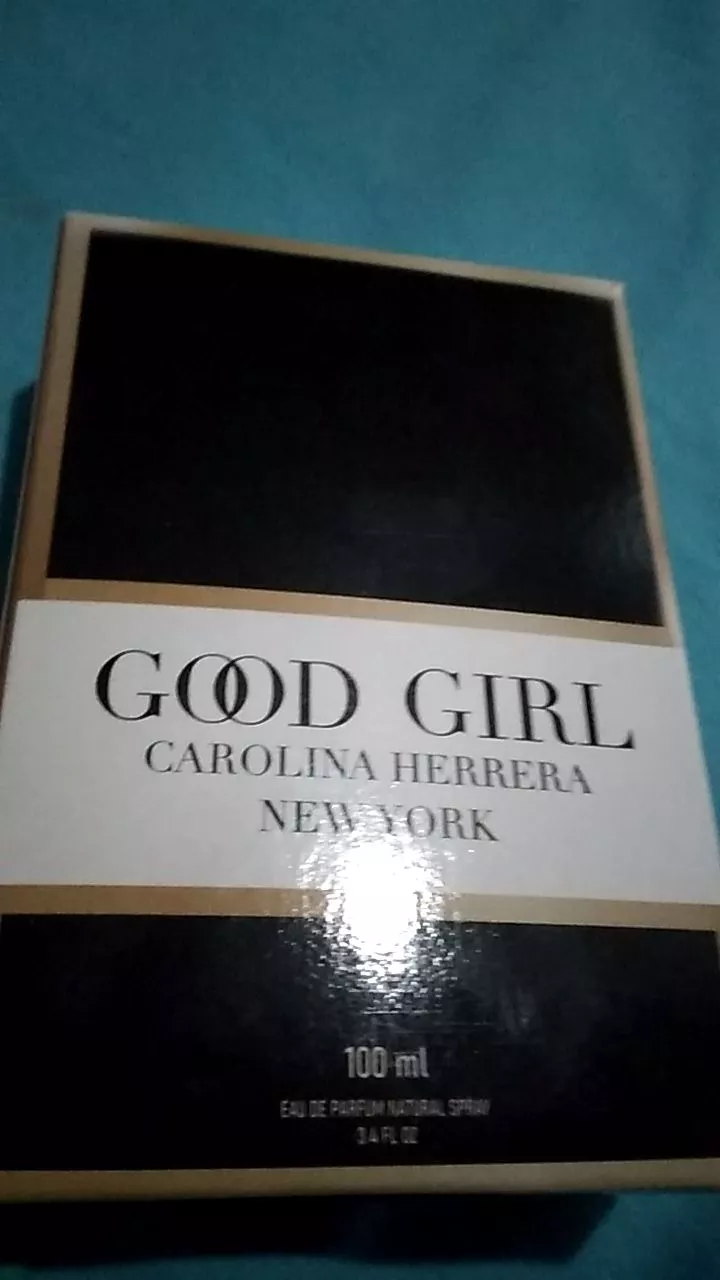 GOOD GIRL
CAROLINA HERRERA
NEW YORK
100 ml
EAU DE PARFUM NATURAL SPRAY
3.4 FL OZ